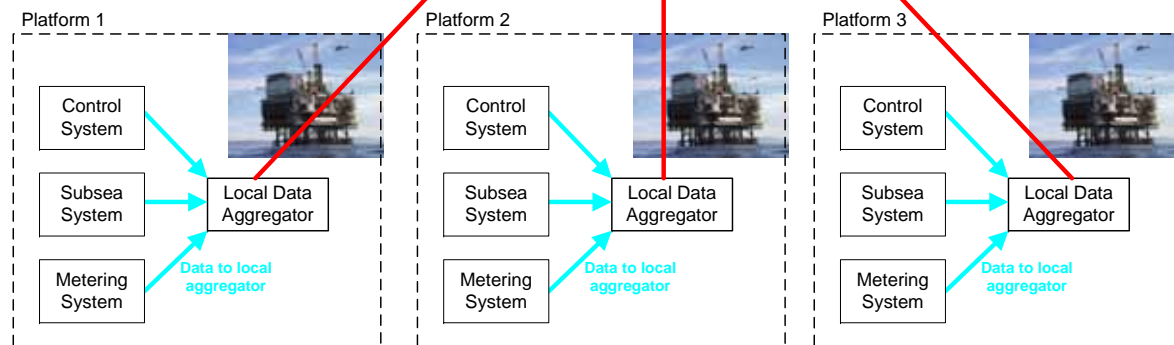 Platform 1
Control
System
Subsea
System
Local Data
Aggregator
Metering
System
Data to local
aggregator
Platform 2
Control
System
Subsea
System
Local Data
Aggregator
Metering
System
Data to local
aggregator
Platform 3
Control
System
Subsea
System
Local Data
Aggregator
Metering
System
Data to local
aggregator